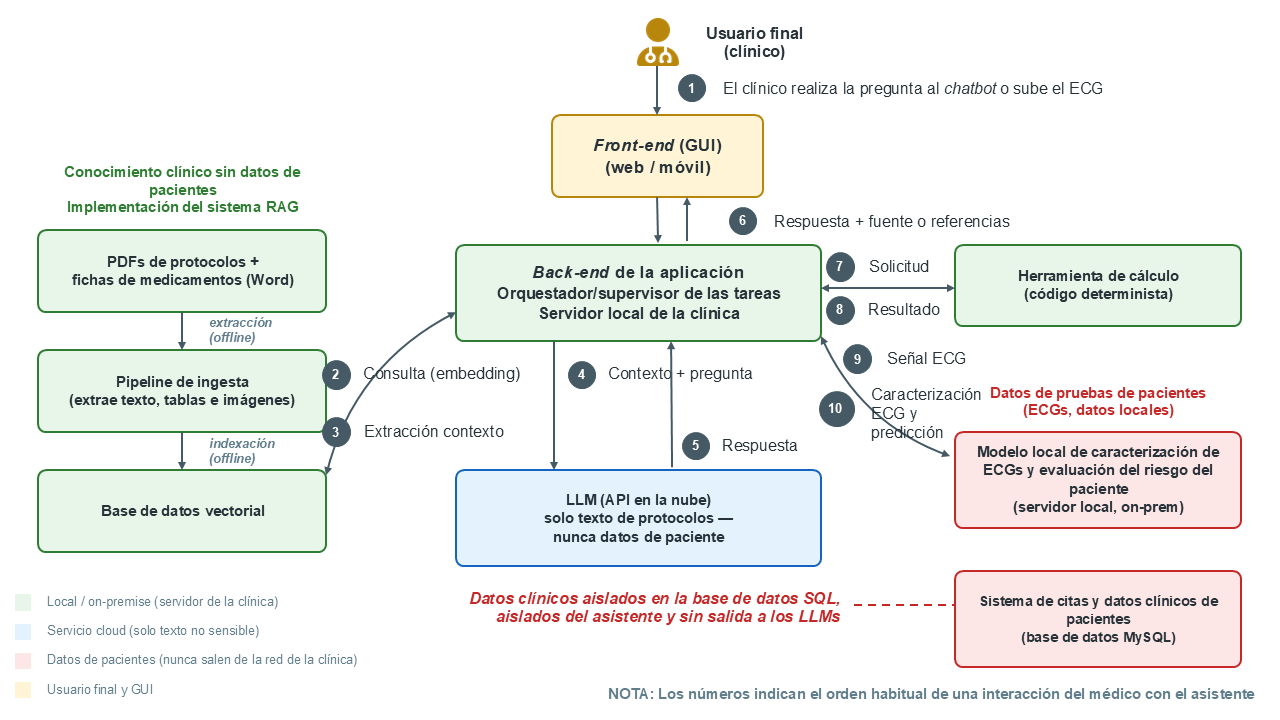 Usuario final
(clínico)
1
El clínico realiza la pregunta al chatbot o sube el ECG
Front-end (GUI)
(web / móvil)
Conocimiento clínico sin datos de
pacientes
Implementación del sistema RAG
6
Respuesta + fuente o referencias
PDFs de protocolos +
fichas de medicamentos (Word)
Back-end de la aplicación
Orquestador/supervisor de las tareas
Servidor local de la clínica
7
Solicitud
8
Resultado
Herramienta de cálculo
(código determinista)
extracción
(offline)
Pipeline de ingesta
(extrae texto, tablas e imágenes)
2
Consulta (embedding)
4
Contexto + pregunta
9
Señal ECG
10
Caracterización
ECG y
predicción
Datos de pruebas de pacientes
(ECGs, datos locales)
3
Extracción contexto
5
Respuesta
indexación
(offline)
Modelo local de caracterización de
ECGs y evaluación del riesgo del
paciente
(servidor local, on-prem)
Base de datos vectorial
LLM (API en la nube)
solo texto de protocolos —
nunca datos de paciente
Datos clínicos aislados en la base de datos SQL,
aislados del asistente y sin salida a los LLMs
Sistema de citas y datos clínicos de
pacientes
(base de datos MySQL)
Local / on-premise (servidor de la clínica)
Servicio cloud (solo texto no sensible)
Datos de pacientes (nunca salen de la red de la clínica)
Usuario final y GUI
NOTA: Los números indican el orden habitual de una interacción del médico con el asistente